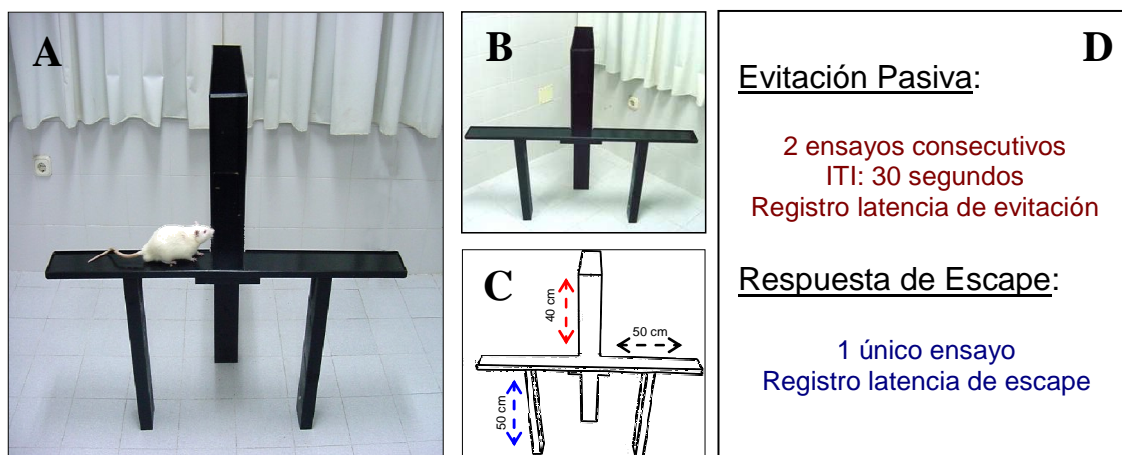 A
B
C
40 cm
50 cm
50 cm
D
Evitación Pasiva:
2 ensayos consecutivos
ITI: 30 segundos
Registro latencia de evitación
Respuesta de Escape:
1 único ensayo
Registro latencia de escape